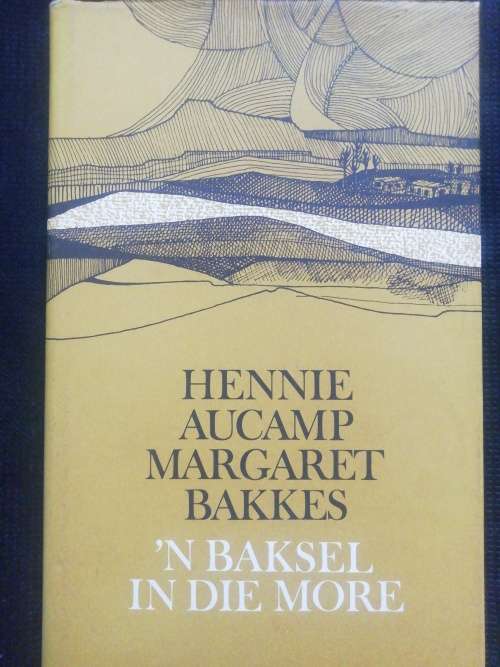 HENNIE
AUCAMP
MARGARET
BAKKES
'N BAKSEL
IN DIE MORE